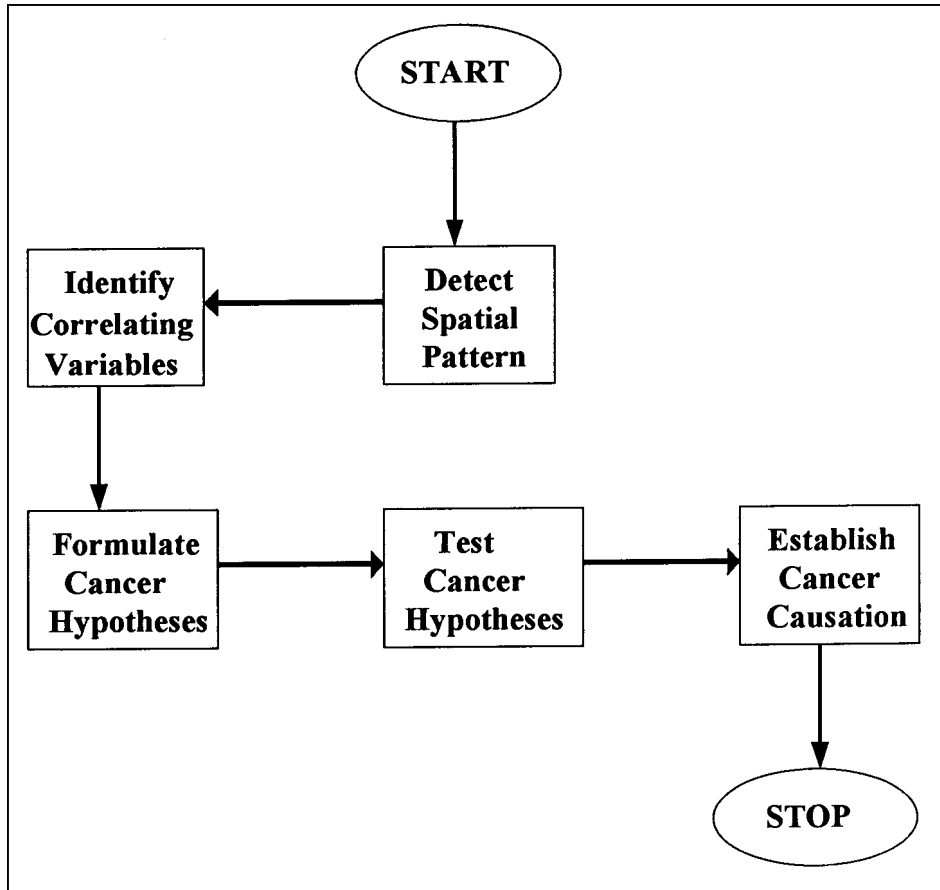 START
Detect
Spatial
Pattern
Identify
Correlating
Variables
Formulate
Cancer
Hypotheses
Test
Cancer
Hypotheses
Establish
Cancer
Causation
STOP